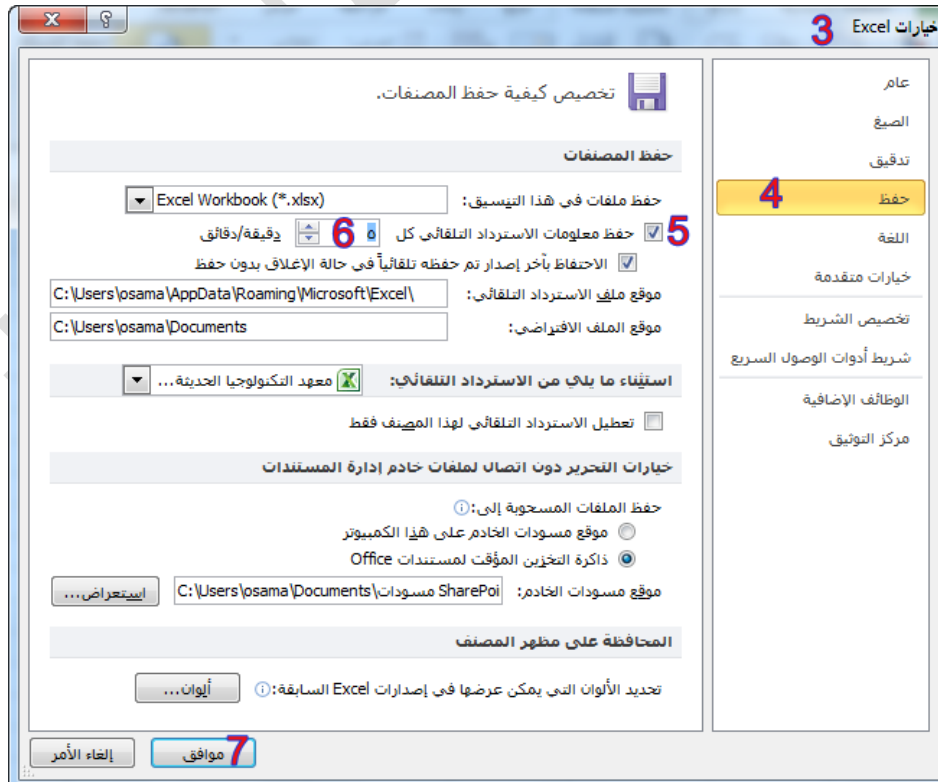 خيارات Excel 3
عام
الصيغ
تدقيق
حفظ 4
اللغة
خيارات متقدمة
تخصيص الشريط
شريط أدوات الوصول السريع
الوظائف الإضافية
مركز التوثيق
تخصيص كيفية حفظ المصنفات.
حفظ المصنفات
حفظ ملفات في هذا التنسيق: Excel Workbook (*.xlsx)
5 حفظ معلومات الاسترداد التلقائي كل ٥ 6 دقيقة/دقائق
الاحتفاظ بآخر إصدار تم حفظه تلقائياً في حالة الإغلاق بدون حفظ
موقع ملف الاسترداد التلقائي: C:\Users\osama\AppData\Roaming\Microsoft\Excel\
موقع الملف الافتراضي: C:\Users\osama\Documents
استثناء ما يلي من الاسترداد التلقائي: معهد التكنولوجيا الحديثة...
تعطيل الاسترداد التلقائي لهذا المصنف فقط
خيارات التحرير دون اتصال لملفات خادم إدارة المستندات
حفظ الملفات المسحوبة إلى:
موقع مسودات الخادم على هذا الكمبيوتر
ذاكرة التخزين المؤقت لمستندات Office
موقع مسودات الخادم: C:\Users\osama\Documents\مسودات SharePoi استعراض...
المحافظة على مظهر المصنف
تحديد الألوان التي يمكن عرضها في إصدارات Excel السابقة: ألوان...
7 موافق إلغاء الأمر